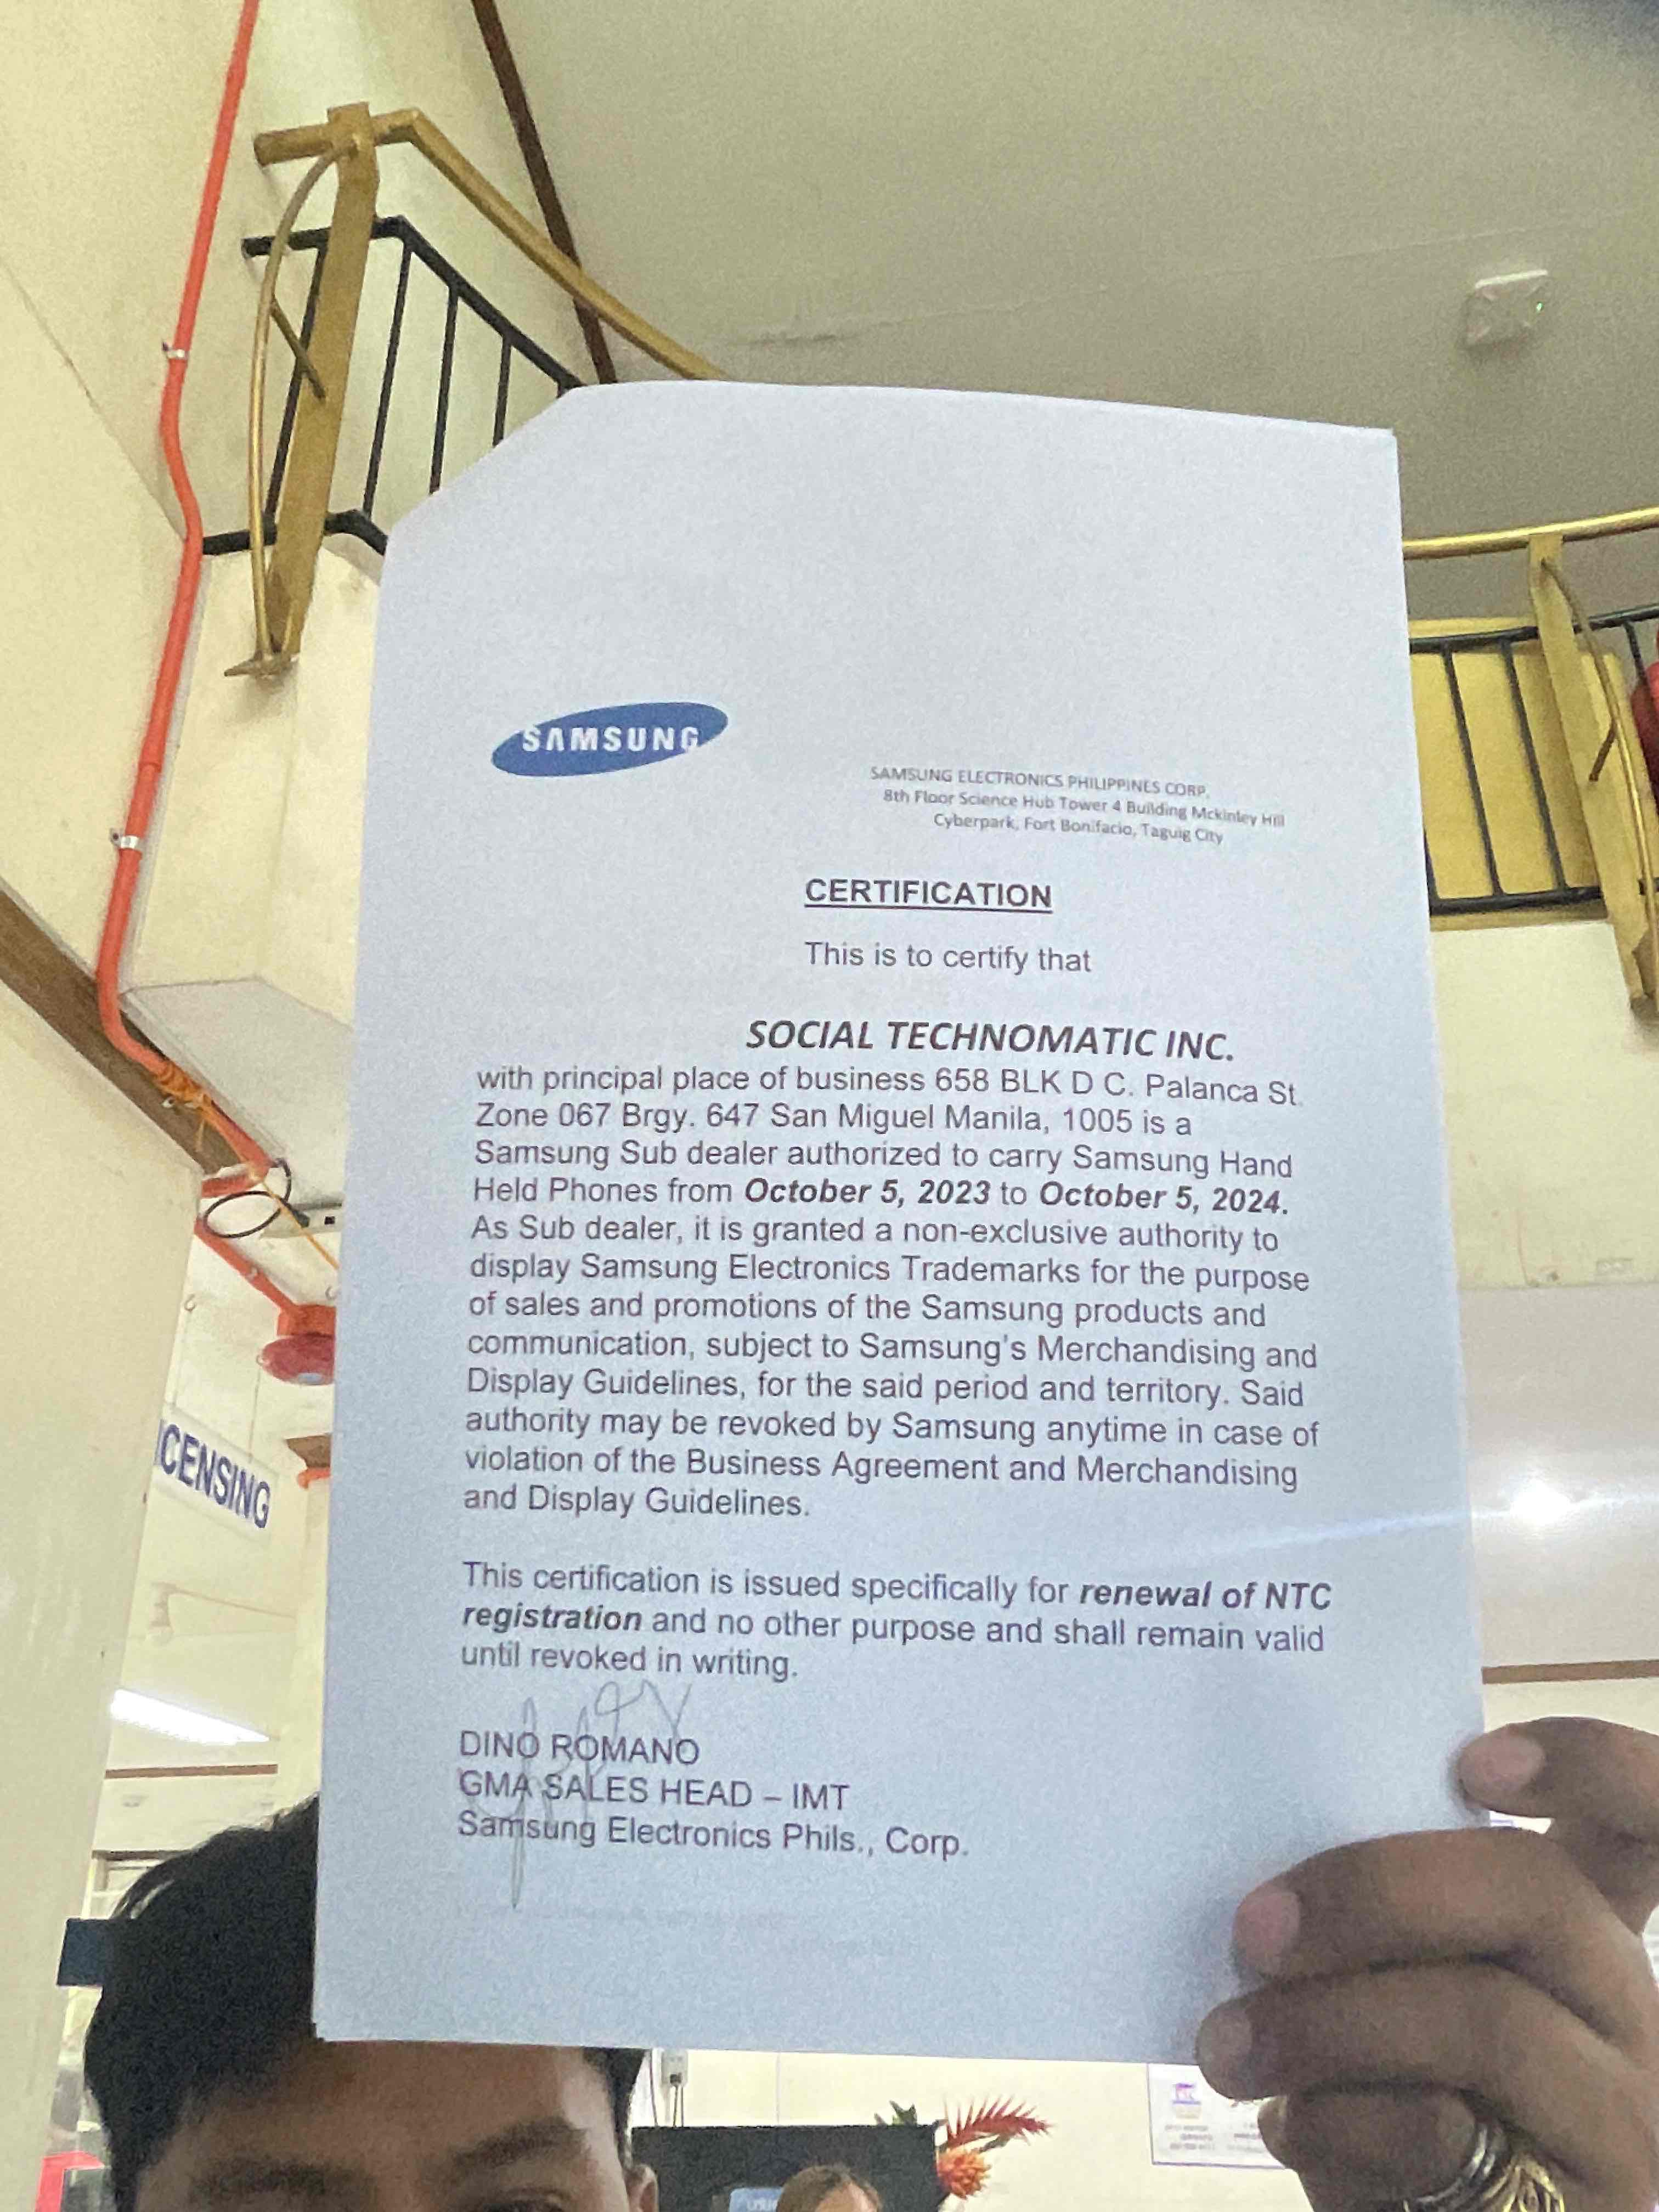 SAMSUNG
SAMSUNG ELECTRONICS PHILIPPINES CORP.
8th Floor Science Hub Tower 4 Building Mckinley Hill
Cyberpark, Fort Bonifacio, Taguig City
CERTIFICATION
This is to certify that
SOCIAL TECHNOMATIC INC.
with principal place of business 658 BLK D C. Palanca St.
Zone 067 Brgy. 647 San Miguel Manila, 1005 is a
Samsung Sub dealer authorized to carry Samsung Hand
Held Phones from October 5, 2023 to October 5, 2024.
As Sub dealer, it is granted a non-exclusive authority to
display Samsung Electronics Trademarks for the purpose
of sales and promotions of the Samsung products and
communication, subject to Samsung's Merchandising and
Display Guidelines, for the said period and territory. Said
authority may be revoked by Samsung anytime in case of
violation of the Business Agreement and Merchandising
and Display Guidelines.
This certification is issued specifically for renewal of NTC
registration and no other purpose and shall remain valid
until revoked in writing.
DINO ROMANO
GMA SALES HEAD – IMT
Samsung Electronics Phils., Corp.
ICENSING